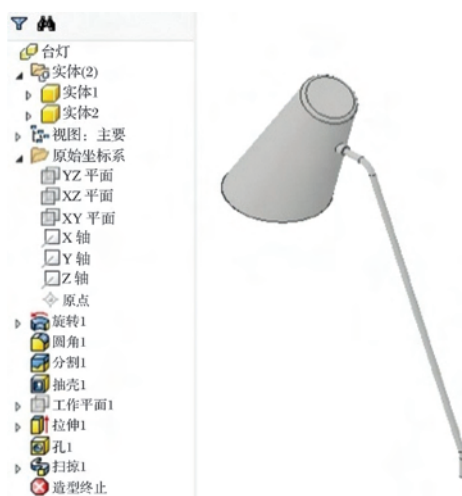 台灯
实体(2)
实体1
实体2
视图：主要
原始坐标系
YZ 平面
XZ 平面
XY 平面
X 轴
Y 轴
Z 轴
原点
旋转1
圆角1
分割1
抽壳1
工作平面1
拉伸1
孔1
扫掠1
造型终止